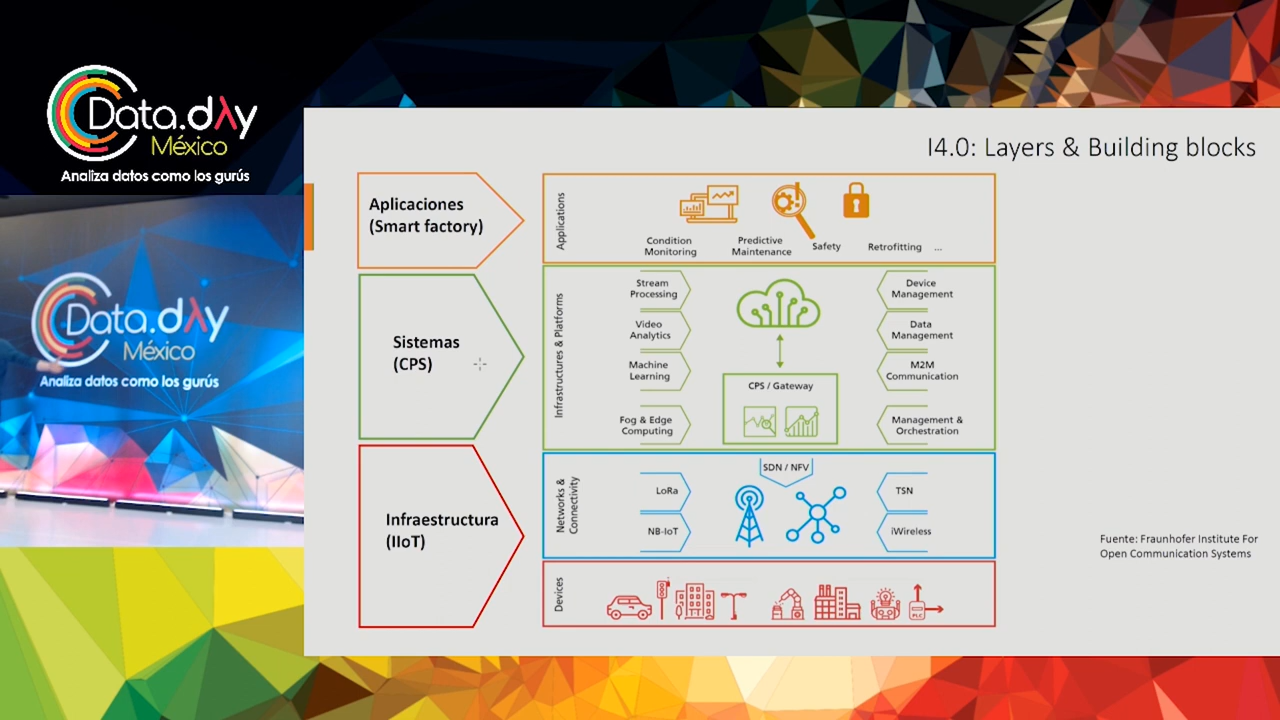 Data.dλy
México
Analiza datos como los gurús
Data.dλy
México
Analiza datos como los gurús
I4.0: Layers & Building blocks
Aplicaciones
(Smart factory)
Sistemas
(CPS)
Infraestructura
(IIoT)
Applications
Condition
Monitoring
Predictive
Maintenance
Safety
Retrofitting
...
Infrastructures & Platforms
Stream
Processing
Video
Analytics
Machine
Learning
Fog & Edge
Computing
CPS / Gateway
Device
Management
Data
Management
M2M
Communication
Management &
Orchestration
Networks &
Connectivity
SDN / NFV
LoRa
NB-IoT
TSN
iWireless
Devices
PLC
Fuente: Fraunhofer Institute For
Open Communication Systems